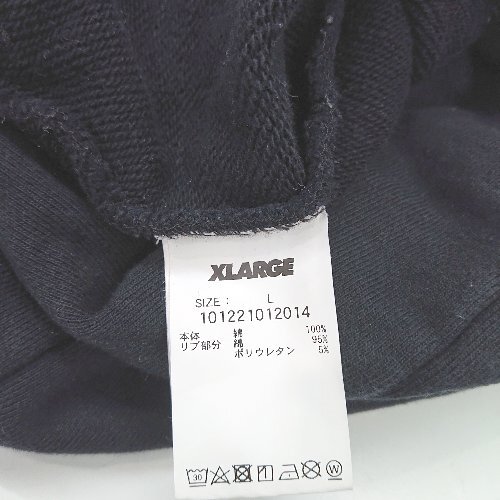 XLARGE
SIZE : L
101221012014
本体 綿 100%
リブ部分 綿 95%
ポリウレタン 5%
30
W